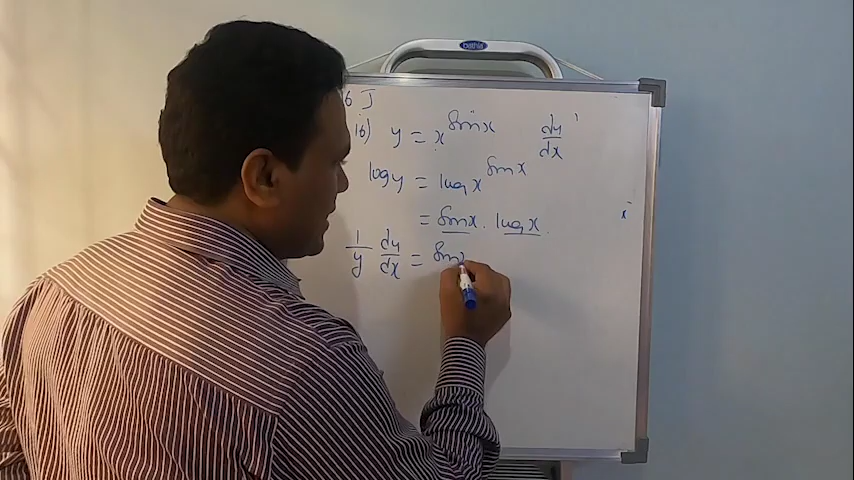 bathla
6 J
16) y = x^sin x dy/dx
log y = log x^sin x
= sin x . log x .
1/y dy/dx = sin x